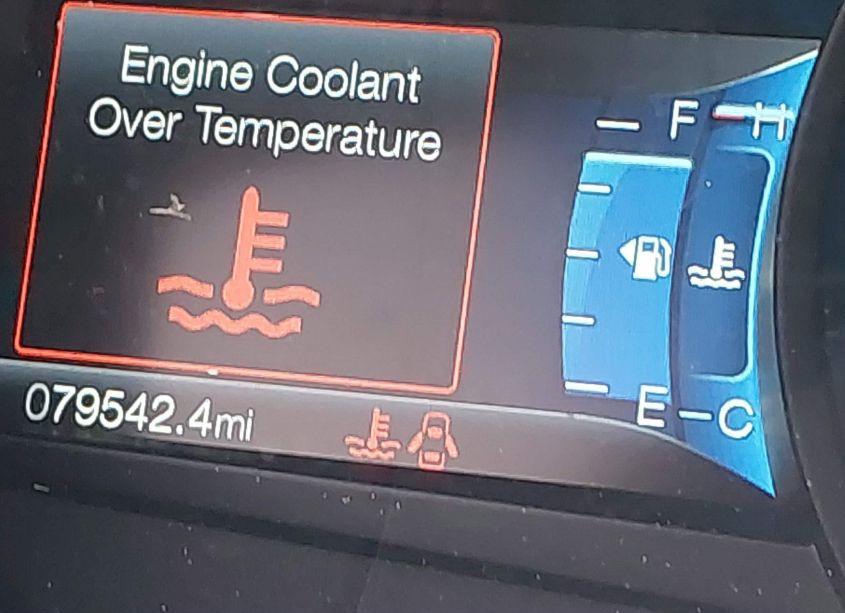 Engine Coolant
Over Temperature
F H
E C
079542.4mi